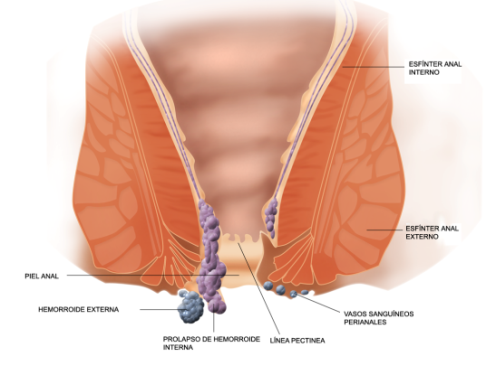 ESFÍNTER ANAL
INTERNO
ESFÍNTER ANAL
EXTERNO
PIEL ANAL
HEMORROIDE EXTERNA
VASOS SANGUÍNEOS
PERIANALES
PROLAPSO DE HEMORROIDE
INTERNA
LÍNEA PECTINEA